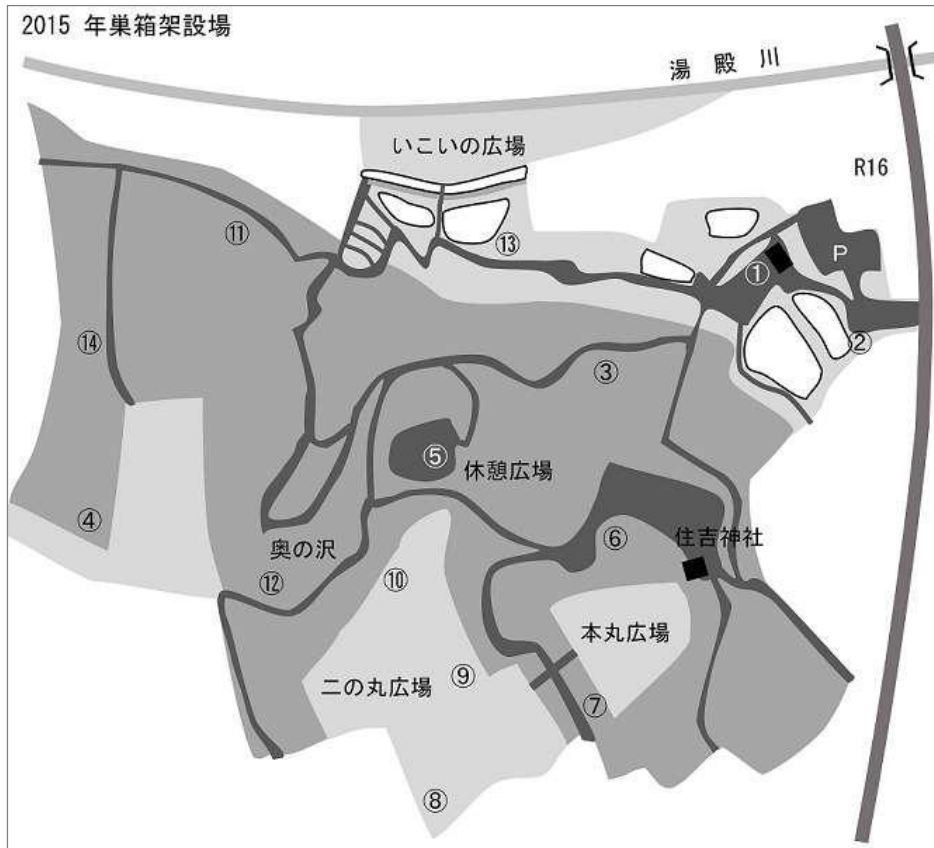 2015 年巣箱架設場
湯 殿 川
いこいの広場
R16
⑪
⑬
①
P
⑭
③
②
⑤
休憩広場
④
奥の沢
⑥
住吉神社
⑫
⑩
本丸広場
二の丸広場
⑨
⑦
⑧